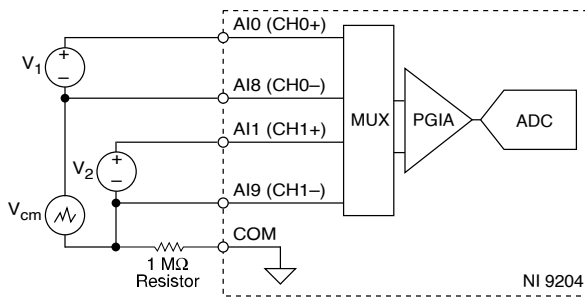 AI0 (CH0+)
V1
+
–
AI8 (CH0–)
MUX
PGIA
ADC
AI1 (CH1+)
V2
+
–
AI9 (CH1–)
Vcm
COM
1 MΩ
Resistor
NI 9204